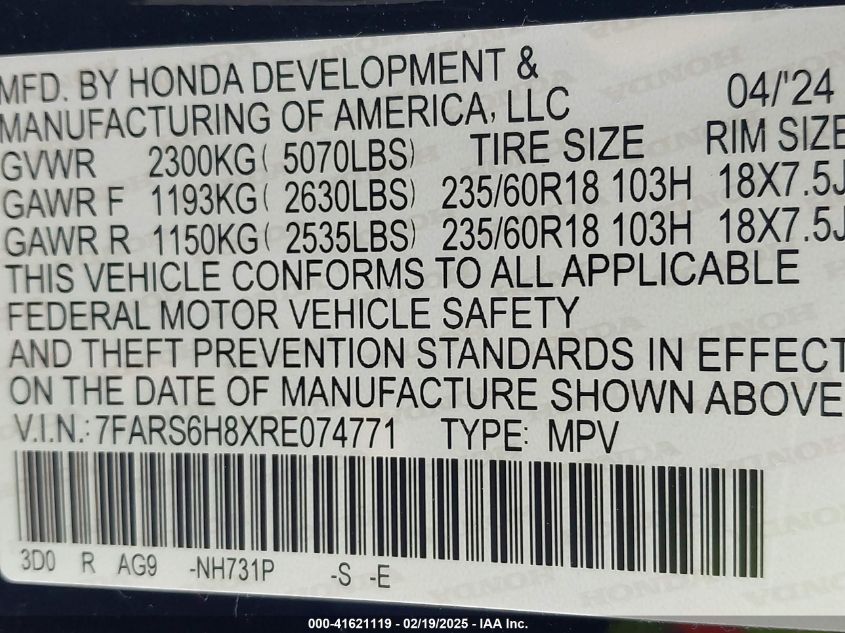 MFD. BY HONDA DEVELOPMENT & 04/'24
MANUFACTURING OF AMERICA, LLC
GVWR 2300KG( 5070LBS) TIRE SIZE RIM SIZE
GAWR F 1193KG( 2630LBS) 235/60R18 103H 18X7.5J
GAWR R 1150KG( 2535LBS) 235/60R18 103H 18X7.5J
THIS VEHICLE CONFORMS TO ALL APPLICABLE
FEDERAL MOTOR VEHICLE SAFETY
AND THEFT PREVENTION STANDARDS IN EFFECT
ON THE DATE OF MANUFACTURE SHOWN ABOVE
V.I.N.: 7FARS6H8XRE074771 TYPE: MPV
3D0 R AG9 -NH731P -S -E
000-41621119 - 02/19/2025 - IAA Inc.